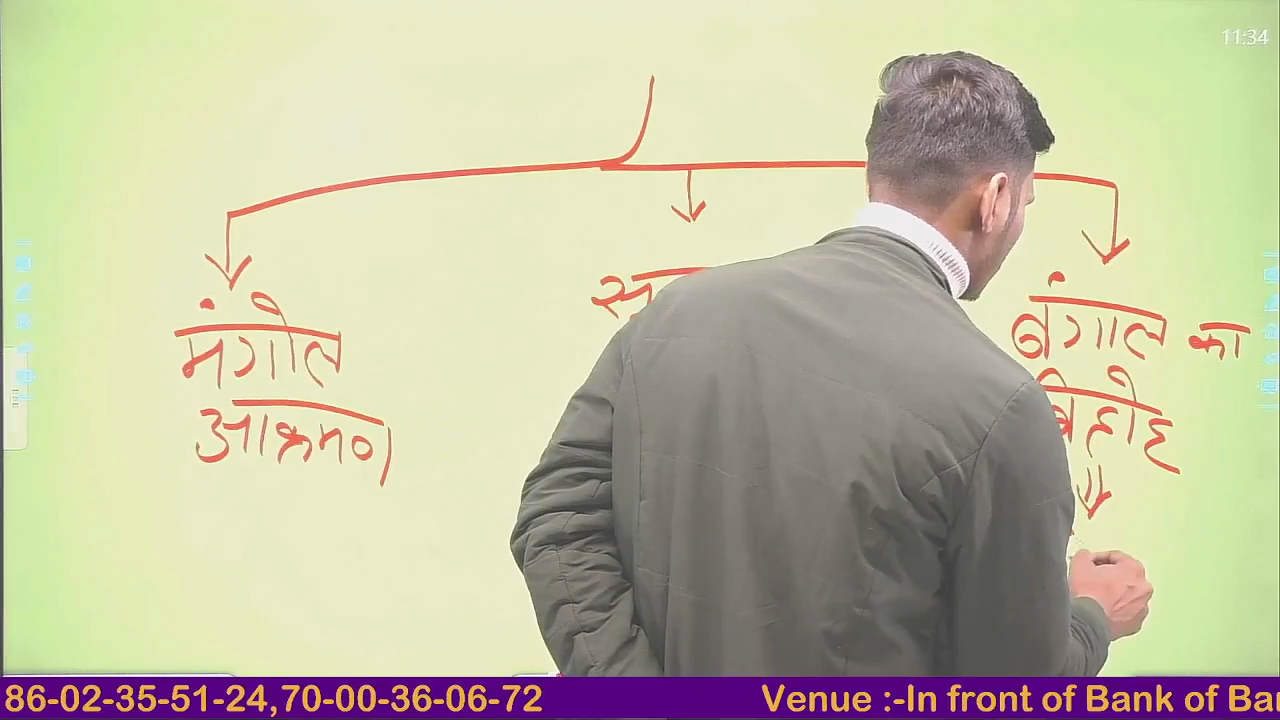 11:34
मंगोल
आक्रमण
बंगाल का
86-02-35-51-24,70-00-36-06-72
Venue :-In front of Bank of Ba